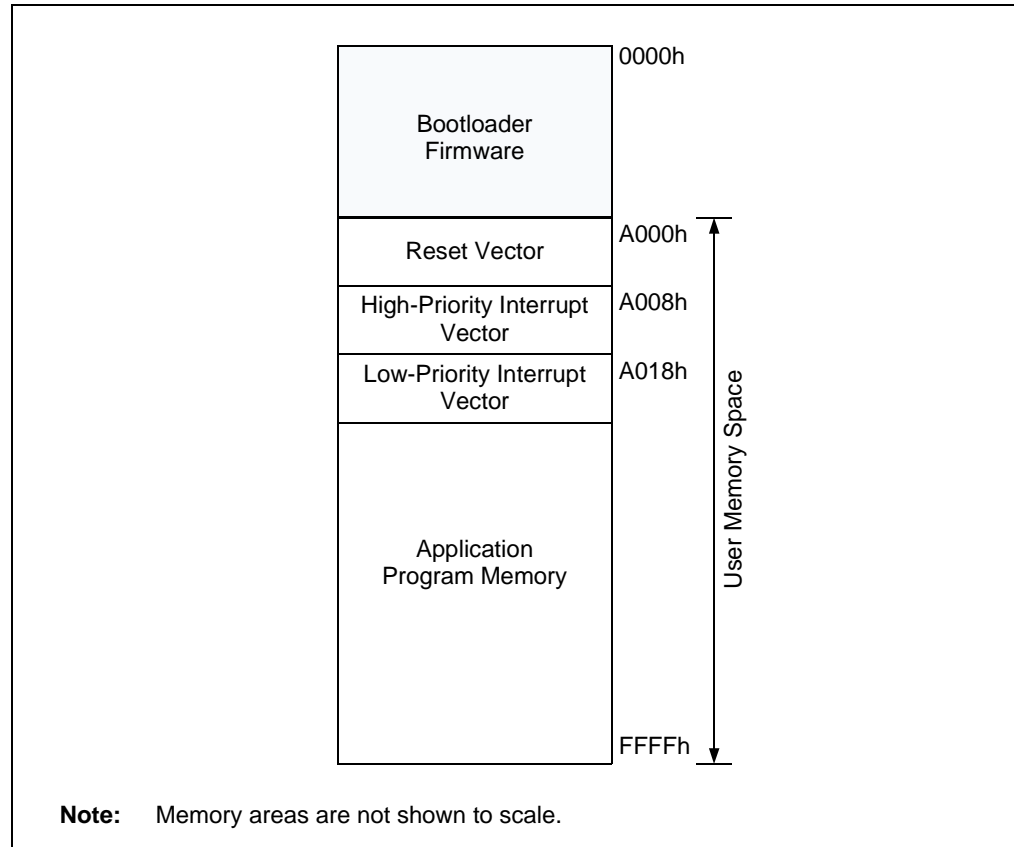 0000h
Bootloader
Firmware
A000h
Reset Vector
High-Priority Interrupt
Vector
A008h
Low-Priority Interrupt
Vector
A018h
User Memory Space
Application
Program Memory
FFFFh
Note: Memory areas are not shown to scale.